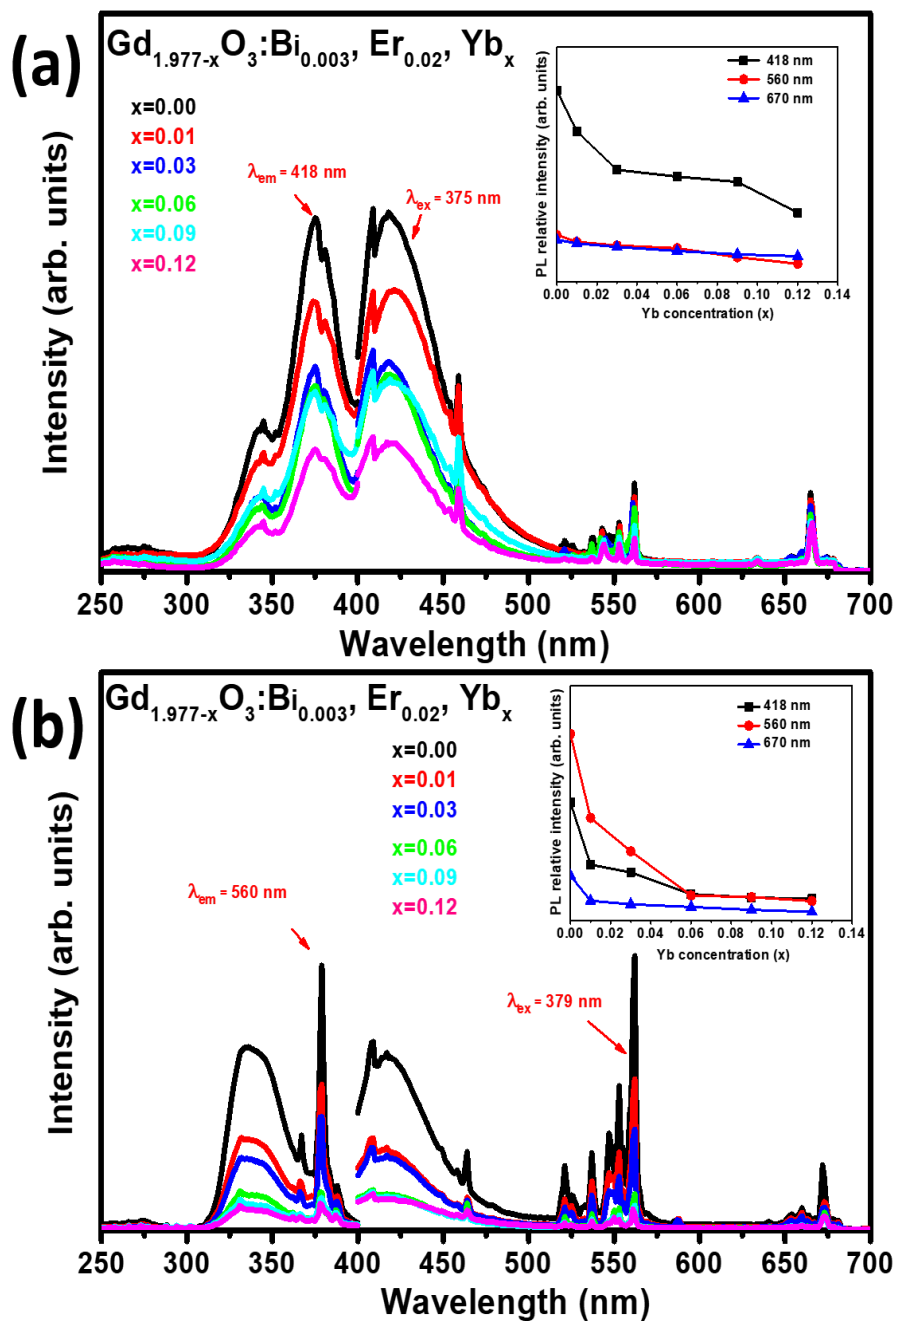 (a)
Gd1.977-xO3:Bi0.003, Er0.02, Ybx
x=0.00
x=0.01
x=0.03
x=0.06
x=0.09
x=0.12
λem = 418 nm
λex = 375 nm
418 nm
560 nm
670 nm
PL relative intensity (arb. units)
0.00 0.02 0.04 0.06 0.08 0.10 0.12 0.14
Yb concentration (x)
Intensity (arb. units)
250 300 350 400 450 500 550 600 650 700
Wavelength (nm)
(b)
Gd1.977-xO3:Bi0.003, Er0.02, Ybx
x=0.00
x=0.01
x=0.03
x=0.06
x=0.09
x=0.12
λem = 560 nm
λex = 379 nm
418 nm
560 nm
670 nm
PL relative intensity (arb. units)
0.00 0.02 0.04 0.06 0.08 0.10 0.12 0.14
Yb concentration (x)
Intensity (arb. units)
250 300 350 400 450 500 550 600 650 700
Wavelength (nm)